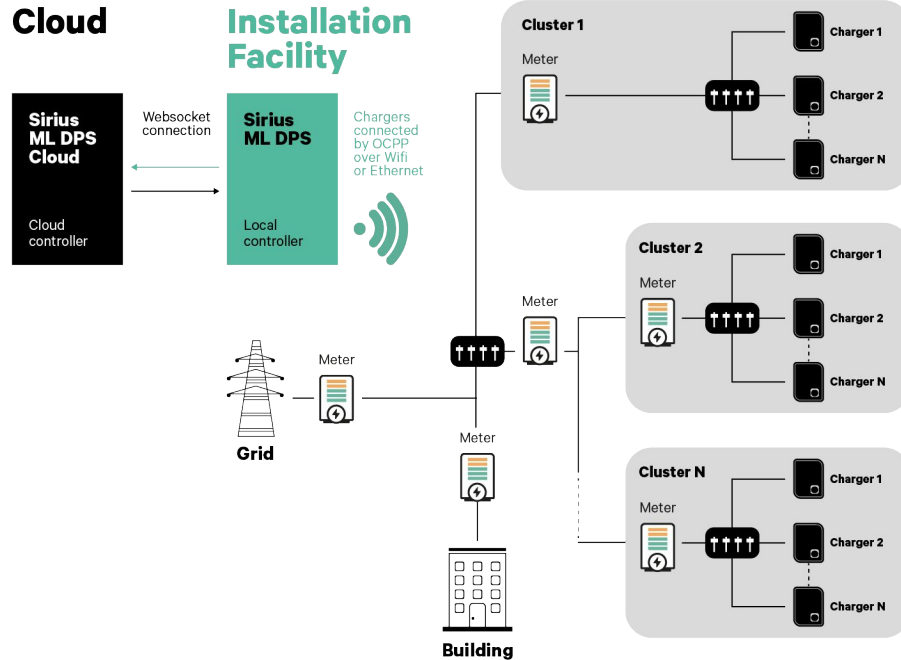 Cloud
Installation
Facility
Sirius
ML DPS
Cloud
Cloud
controller
Websocket
connection
Sirius
ML DPS
Local
controller
Chargers
connected
by OCPP
over Wifi
or Ethernet
Cluster 1
Meter
Charger 1
Charger 2
Charger N
Cluster 2
Meter
Charger 1
Charger 2
Charger N
Meter
Meter
Grid
Meter
Building
Cluster N
Meter
Charger 1
Charger 2
Charger N